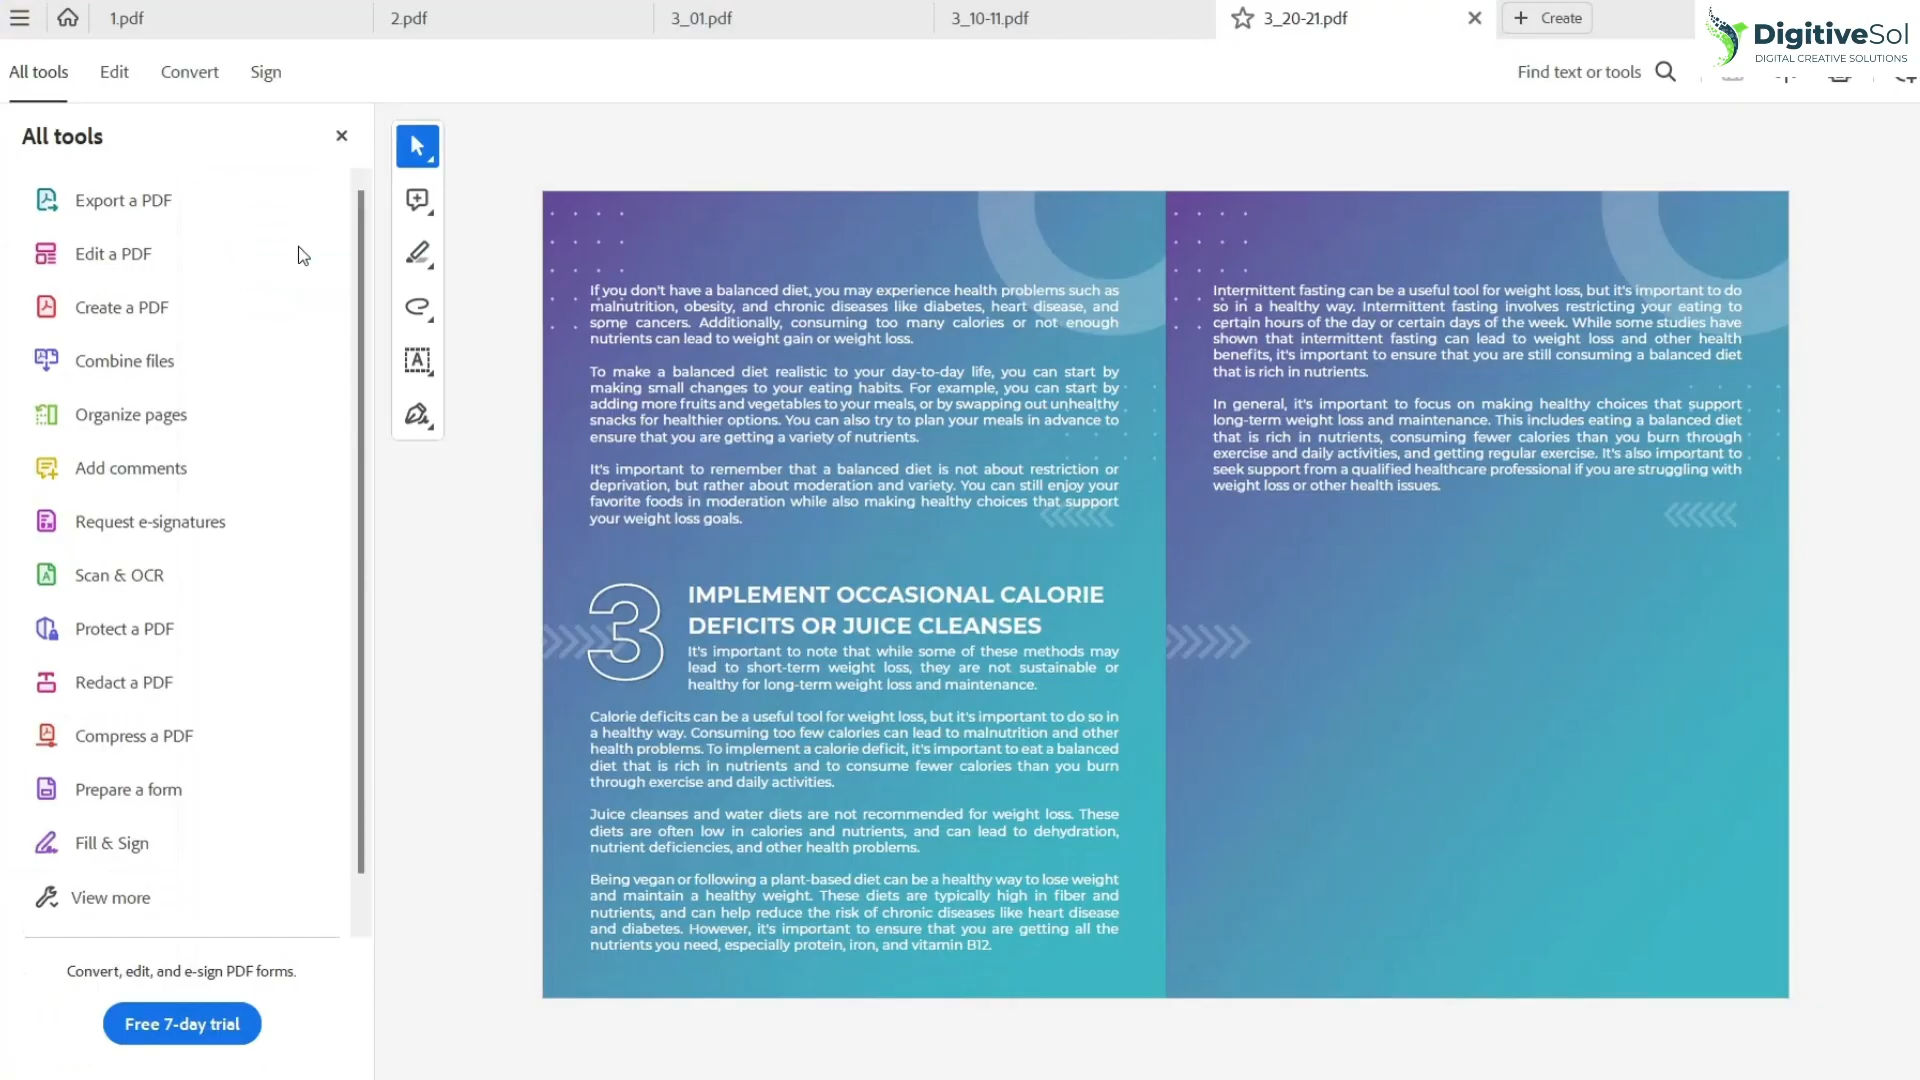 1.pdf
2.pdf
3_01.pdf
3_10-11.pdf
3_20-21.pdf
Create
DigitiveSol
DIGITAL CREATIVE SOLUTIONS
All tools
Edit
Convert
Sign
Find text or tools
All tools
Export a PDF
Edit a PDF
Create a PDF
Combine files
Organize pages
Add comments
Request e-signatures
Scan & OCR
Protect a PDF
Redact a PDF
Compress a PDF
Prepare a form
Fill & Sign
View more
Convert, edit, and e-sign PDF forms.
Free 7-day trial
If you don't have a balanced diet, you may experience health problems such as
malnutrition, obesity, and chronic diseases like diabetes, heart disease, and
some cancers. Additionally, consuming too many calories or not enough
nutrients can lead to weight gain or weight loss.
To make a balanced diet realistic to your day-to-day life, you can start by
making small changes to your eating habits. For example, you can start by
adding more fruits and vegetables to your meals, or by swapping out unhealthy
snacks for healthier options. You can also try to plan your meals in advance to
ensure that you are getting a variety of nutrients.
It's important to remember that a balanced diet is not about restriction or
deprivation, but rather about moderation and variety. You can still enjoy your
favorite foods in moderation while also making healthy choices that support
your weight loss goals.
3
IMPLEMENT OCCASIONAL CALORIE
DEFICITS OR JUICE CLEANSES
It's important to note that while some of these methods may
lead to short-term weight loss, they are not sustainable or
healthy for long-term weight loss and maintenance.
Calorie deficits can be a useful tool for weight loss, but it's important to do so in
a healthy way. Consuming too few calories can lead to malnutrition and other
health problems. To implement a calorie deficit, it's important to eat a balanced
diet that is rich in nutrients and to consume fewer calories than you burn
through exercise and daily activities.
Juice cleanses and water diets are not recommended for weight loss. These
diets are often low in calories and nutrients, and can lead to dehydration,
nutrient deficiencies, and other health problems.
Being vegan or following a plant-based diet can be a healthy way to lose weight
and maintain a healthy weight. These diets are typically high in fiber and
nutrients, and can help reduce the risk of chronic diseases like heart disease
and diabetes. However, it's important to ensure that you are getting all the
nutrients you need, especially protein, iron, and vitamin B12.
Intermittent fasting can be a useful tool for weight loss, but it's important to do
so in a healthy way. Intermittent fasting involves restricting your eating to
certain hours of the day or certain days of the week. While some studies have
shown that intermittent fasting can lead to weight loss and other health
benefits, it's important to ensure that you are still consuming a balanced diet
that is rich in nutrients.
In general, it's important to focus on making healthy choices that support
long-term weight loss and maintenance. This includes eating a balanced diet
that is rich in nutrients, consuming fewer calories than you burn through
exercise and daily activities, and getting regular exercise. It's also important to
seek support from a qualified healthcare professional if you are struggling with
weight loss or other health issues.